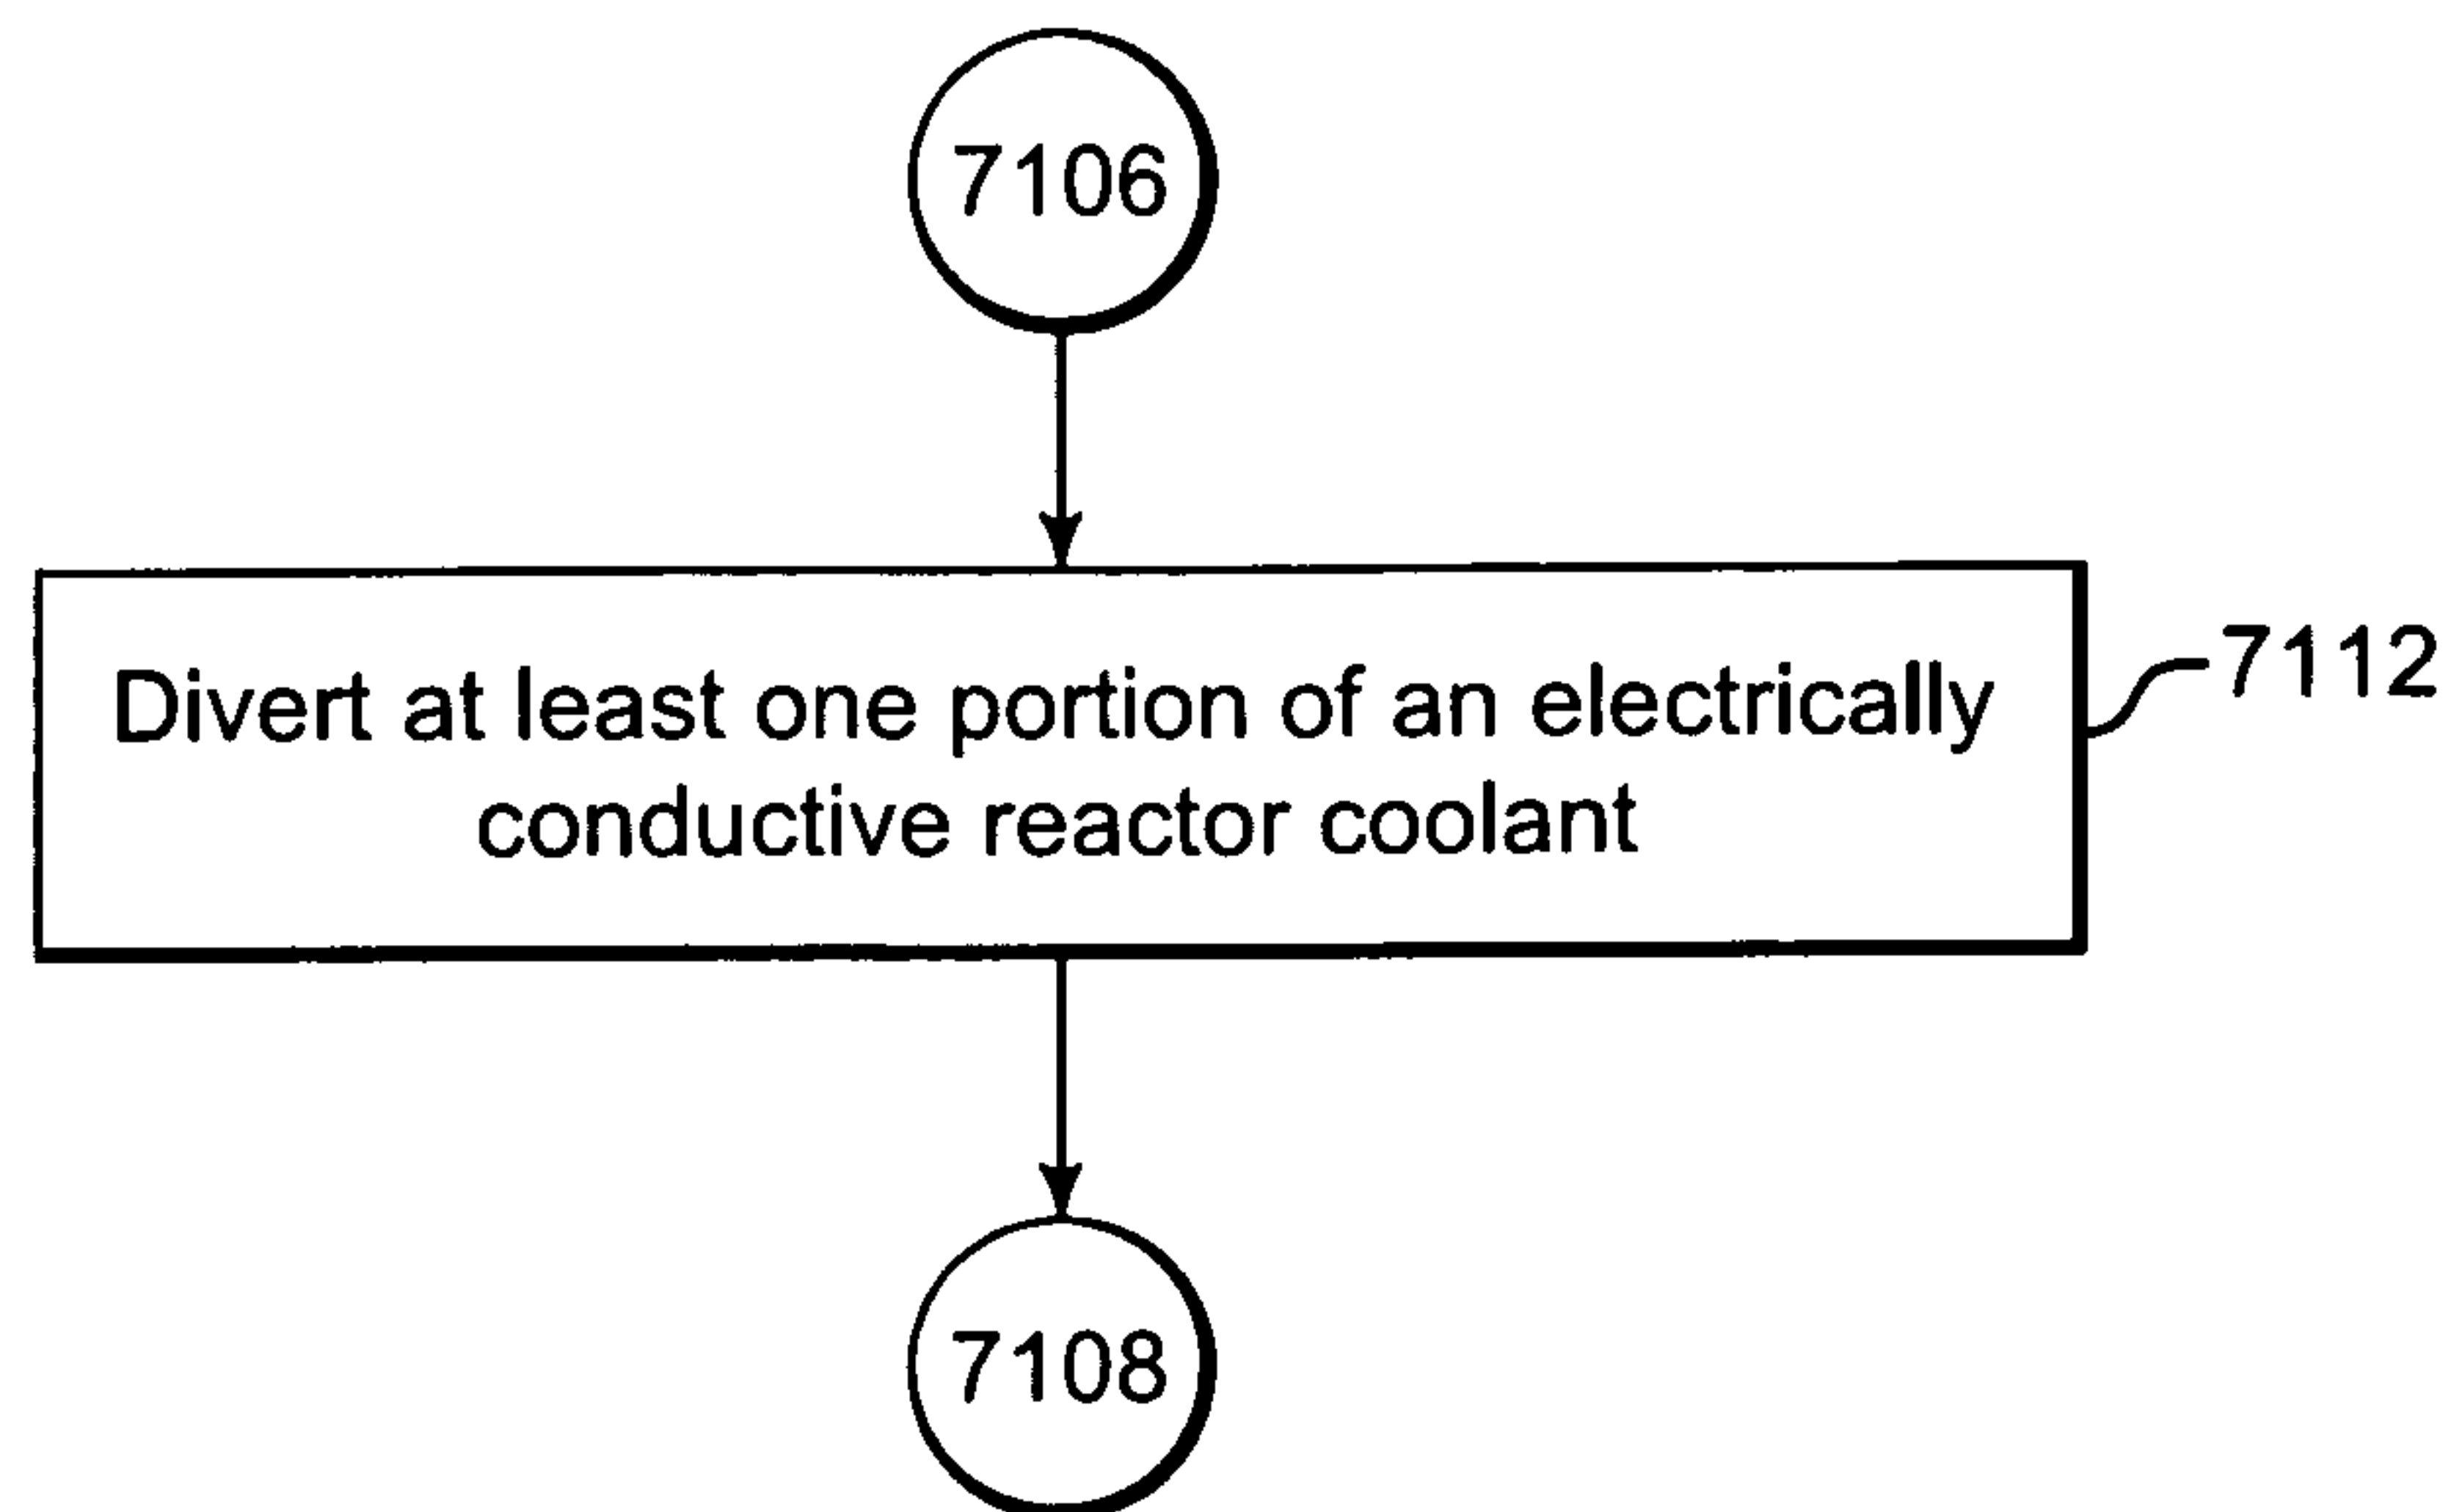 7106
Divert at least one portion of an electrically
conductive reactor coolant
7112
7108